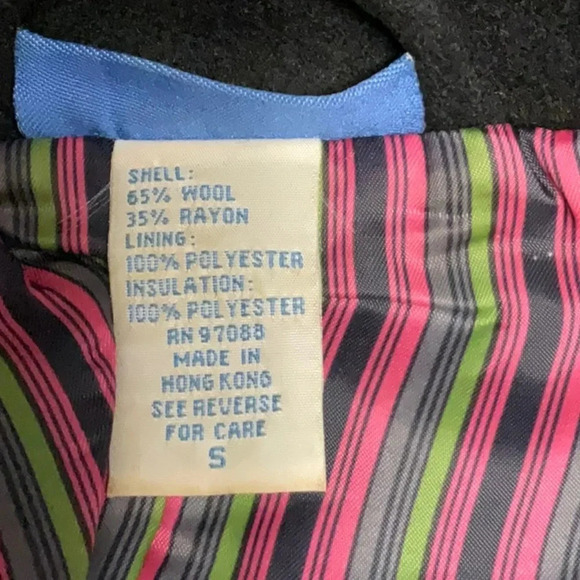 SHELL:
65% WOOL
35% RAYON
LINING:
100% POLYESTER
INSULATION:
100% POLYESTER
RN 97088
MADE IN
HONG KONG
SEE REVERSE
FOR CARE
S